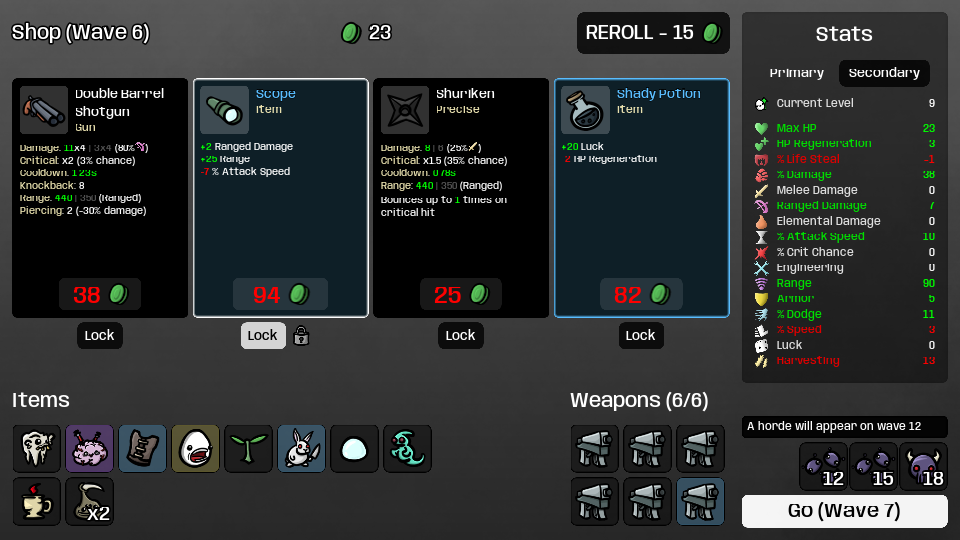 Shop (Wave 6)
23
REROLL - 15
Double Barrel
Shotgun
Gun
Damage: 11x4 | 3x4 (80%)
Critical: x2 (3% chance)
Cooldown: 1.23s
Knockback: 8
Range: 440 | 350 (Ranged)
Piercing: 2 (-30% damage)
38
Lock
Scope
Item
+2 Ranged Damage
+25 Range
-7 % Attack Speed
94
Lock
Shuriken
Precise
Damage: 8 | 6 (25%)
Critical: x1.5 (35% chance)
Cooldown: 0.78s
Range: 440 | 350 (Ranged)
Bounces up to 1 times on
critical hit
25
Lock
Shady Potion
Item
+20 Luck
-2 HP Regeneration
82
Lock
Stats
Primary
Secondary
Current Level 9
Max HP 23
HP Regeneration 3
% Life Steal -1
% Damage 38
Melee Damage 0
Ranged Damage 7
Elemental Damage 0
% Attack Speed 10
% Crit Chance 0
Engineering 0
Range 90
Armor 5
% Dodge 11
% Speed -3
Luck 0
Harvesting -13
Items
x2
Weapons (6/6)
A horde will appear on wave 12
12
15
18
Go (Wave 7)